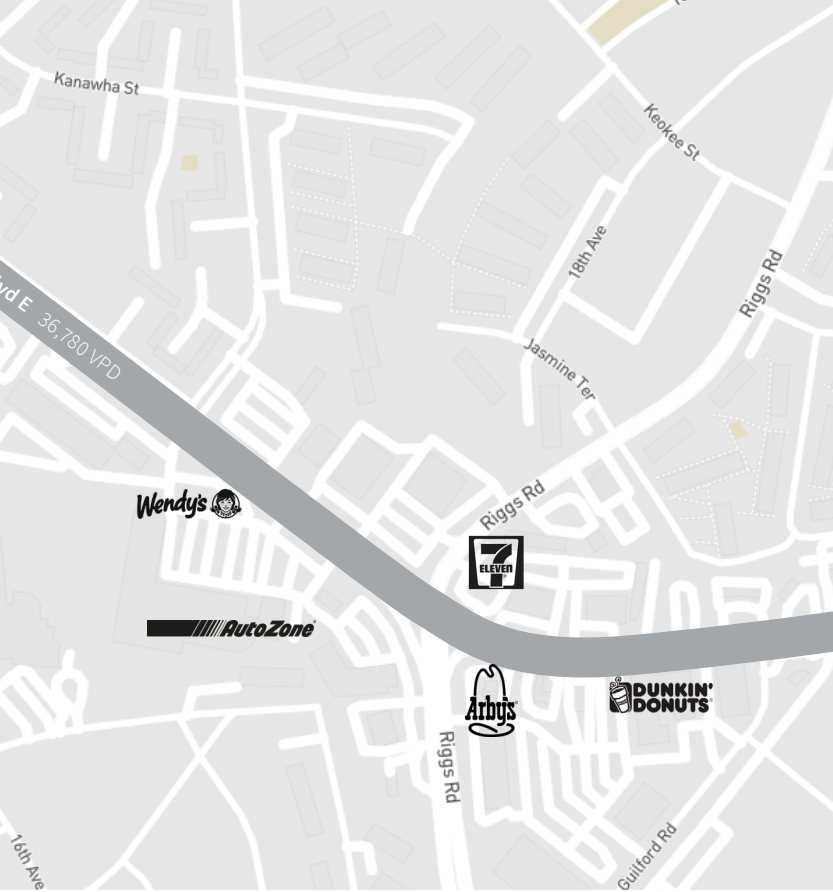 Kanawha St
Keokee St
18th Ave
Riggs Rd
vd E 36,780 VPD
Jasmine Ter
Riggs Rd
Wendy's
7
ELEVEN
AutoZone
Arby's
DUNKIN'
DONUTS
Riggs Rd
16th Ave
Guilford Rd